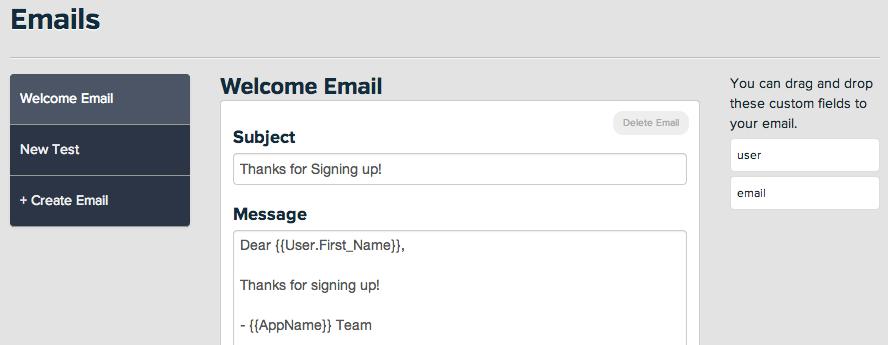 Emails
Welcome Email
New Test
+ Create Email
Welcome Email
Delete Email
Subject
Thanks for Signing up!
Message
Dear {{User.First_Name}},
Thanks for signing up!
- {{AppName}} Team
You can drag and drop
these custom fields to
your email.
user
email